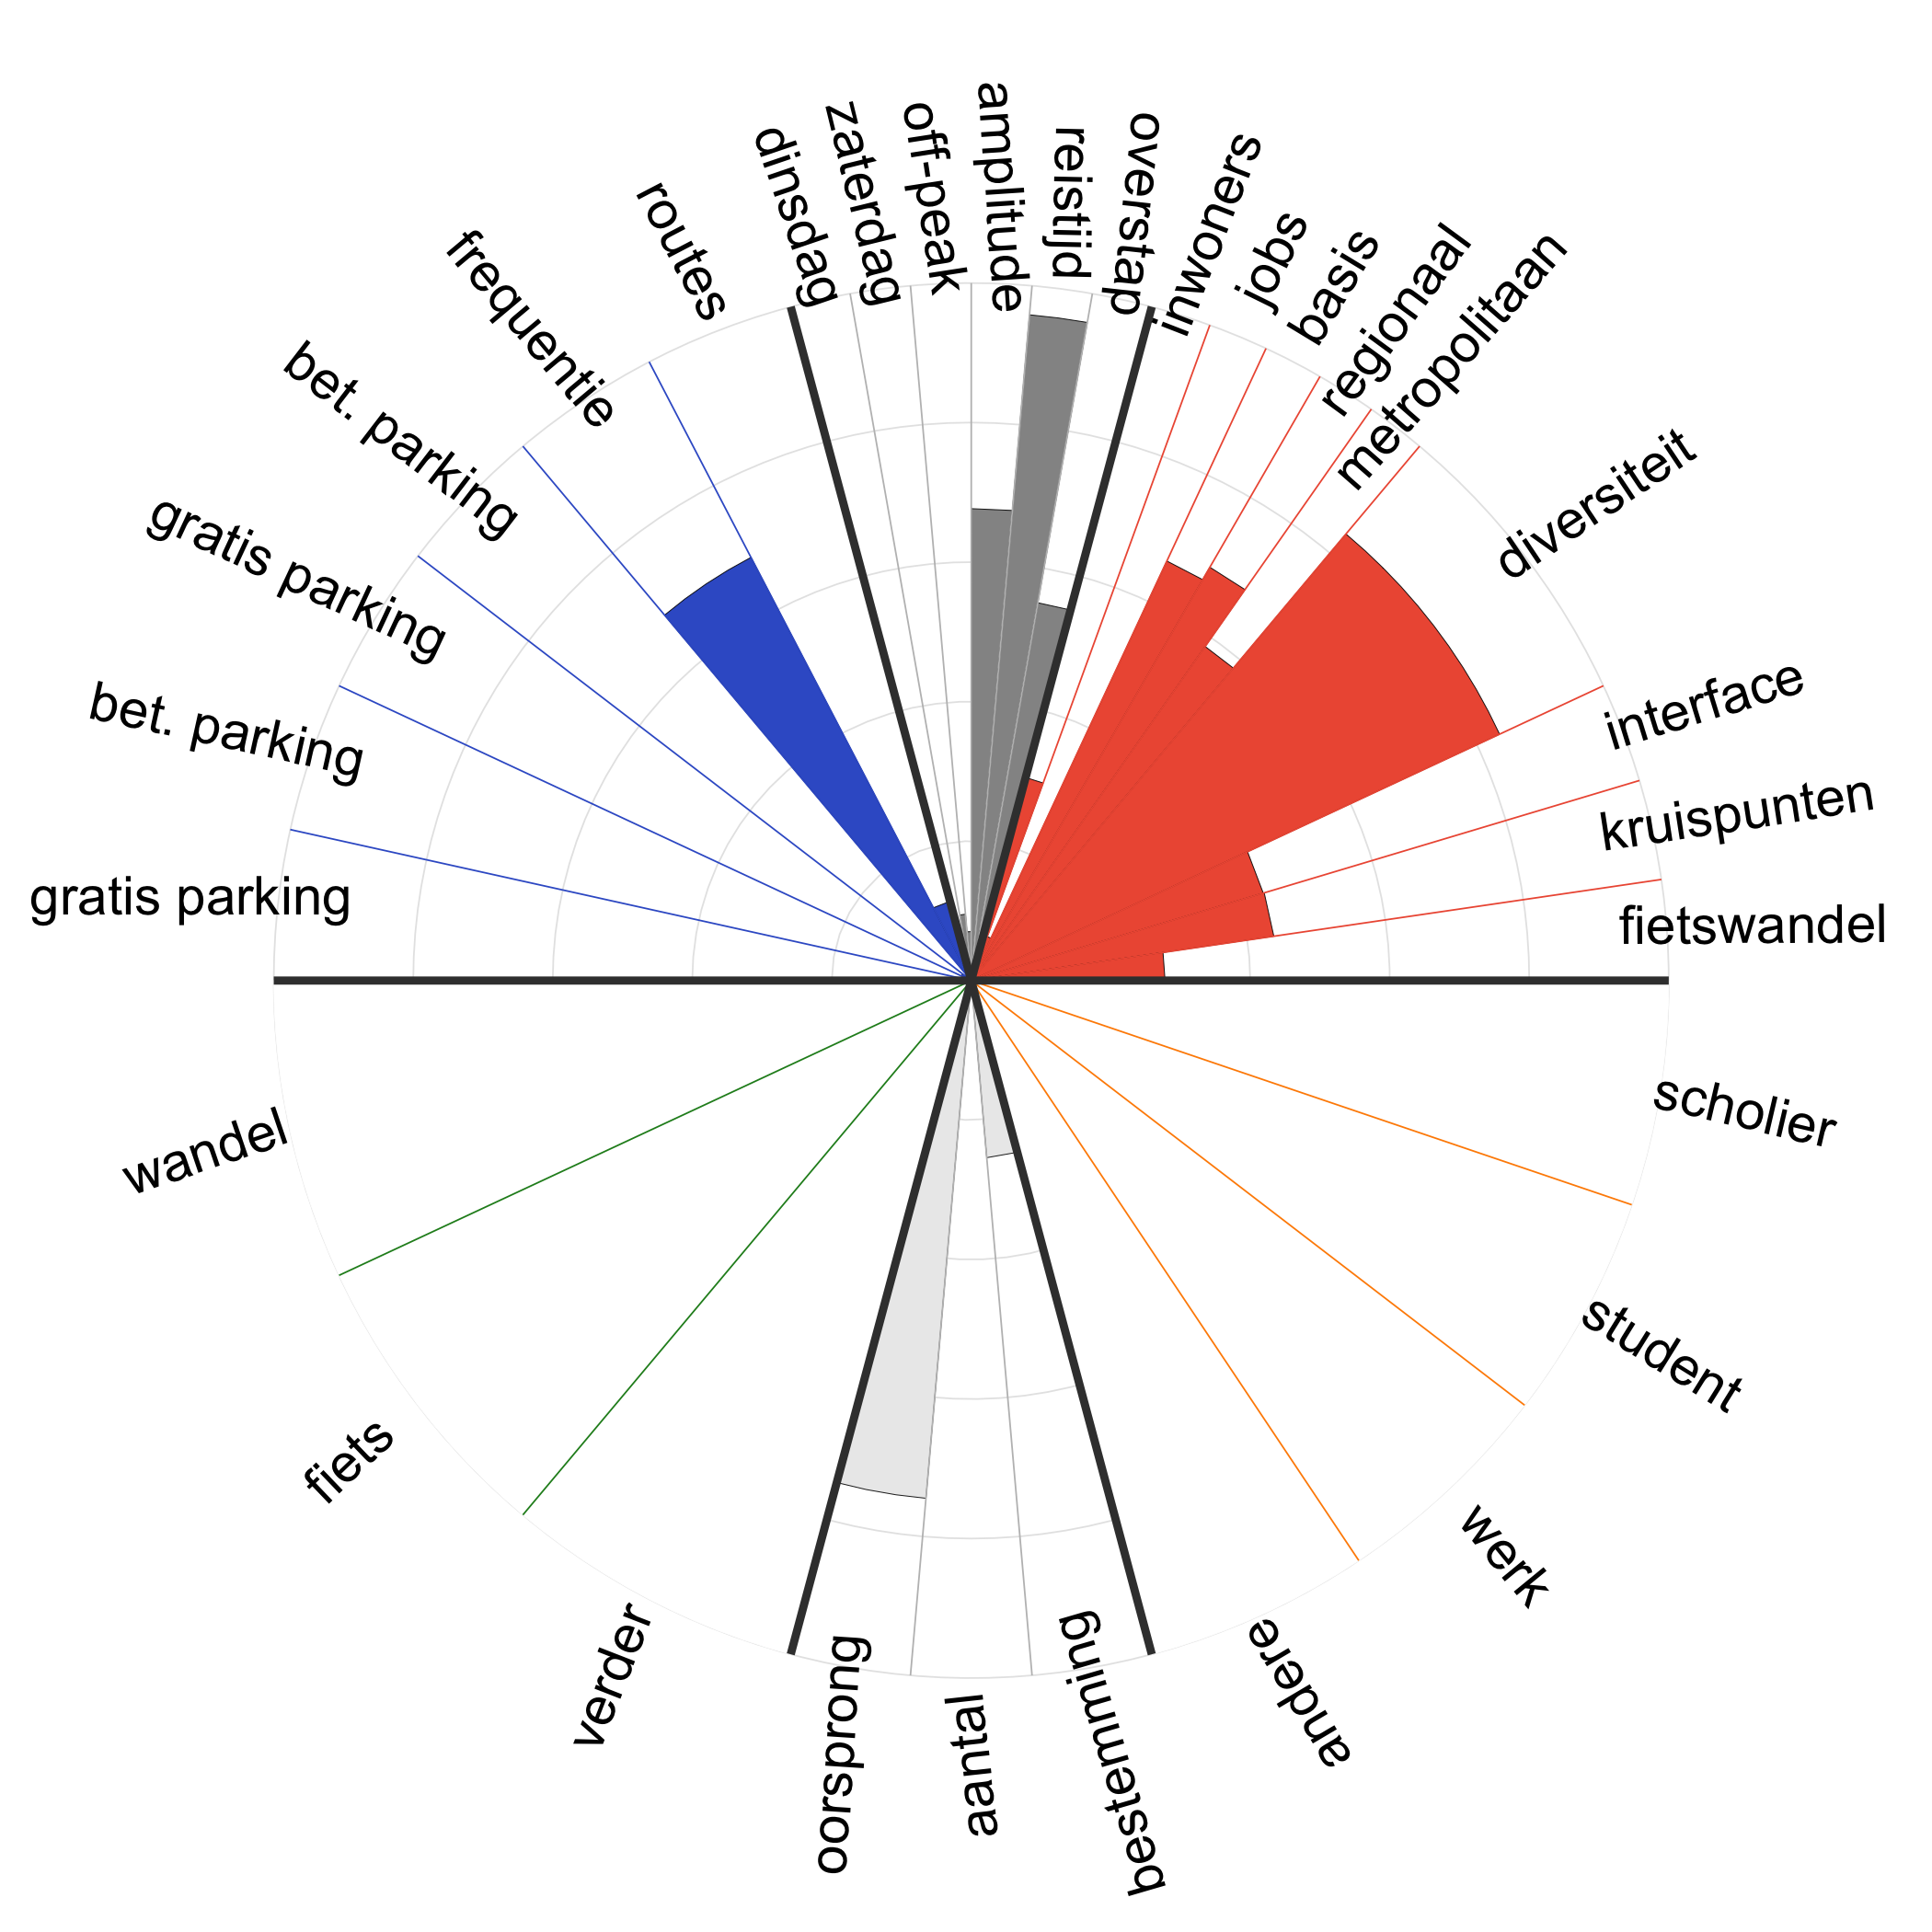 dinsdag
zaterdag
off-peak
amplitude
reistijd
overstap
inwoners
jobs
basis
regionaal
metropolitaan
diversiteit
interface
kruispunten
fietswandel
scholier
student
werk
andere
bestemming
aantal
oorsprong
verder
fiets
wandel
gratis parking
bet. parking
gratis parking
bet. parking
frequentie
routes